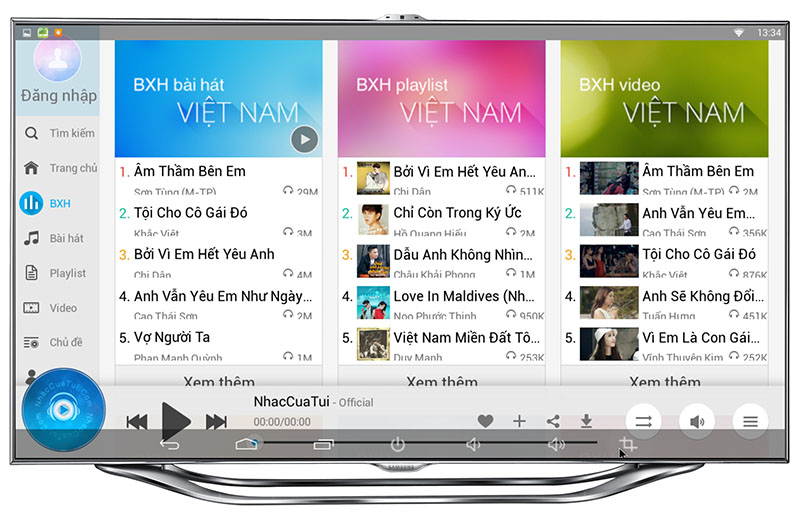 13:34
Đăng nhập
Tìm kiếm
Trang chủ
BXH
Bài hát
Playlist
Video
Chủ đề
BXH bài hát
VIỆT NAM
1. Âm Thầm Bên Em
Sơn Tùng (M-TP) 29M
2. Tội Cho Cô Gái Đó
Khắc Việt 3M
3. Bởi Vì Em Hết Yêu Anh
Chi Dân 4M
4. Anh Vẫn Yêu Em Như Ngày...
Cao Thái Sơn 2M
5. Vợ Người Ta
Phan Mạnh Quỳnh 1M
Xem thêm
BXH playlist
VIỆT NAM
1. Bởi Vì Em Hết Yêu An...
Chi Dân 511K
2. Chỉ Còn Trong Ký Ức
Hồ Quang Hiếu 2M
3. Dẫu Anh Không Nhìn...
Châu Khải Phong 1M
4. Love In Maldives (Nh...
Noo Phước Thịnh 950K
5. Việt Nam Miền Đất Tô...
Duy Mạnh 253K
Xem thêm
BXH video
VIỆT NAM
1. Âm Thầm Bên Em
Sơn Tùng (M-TP) 2M
2. Anh Vẫn Yêu Em...
Cao Thái Sơn 356K
3. Tội Cho Cô Gái Đó
Khắc Việt 876K
4. Anh Sẽ Không Đổi...
Tuấn Hưng 451K
5. Vì Em Là Con Gái...
Vĩnh Thuyên Kim 252K
Xem thêm
NhacCuaTui.Com
NhacCuaTui - Official
00:00/00:00
SAMSUNG